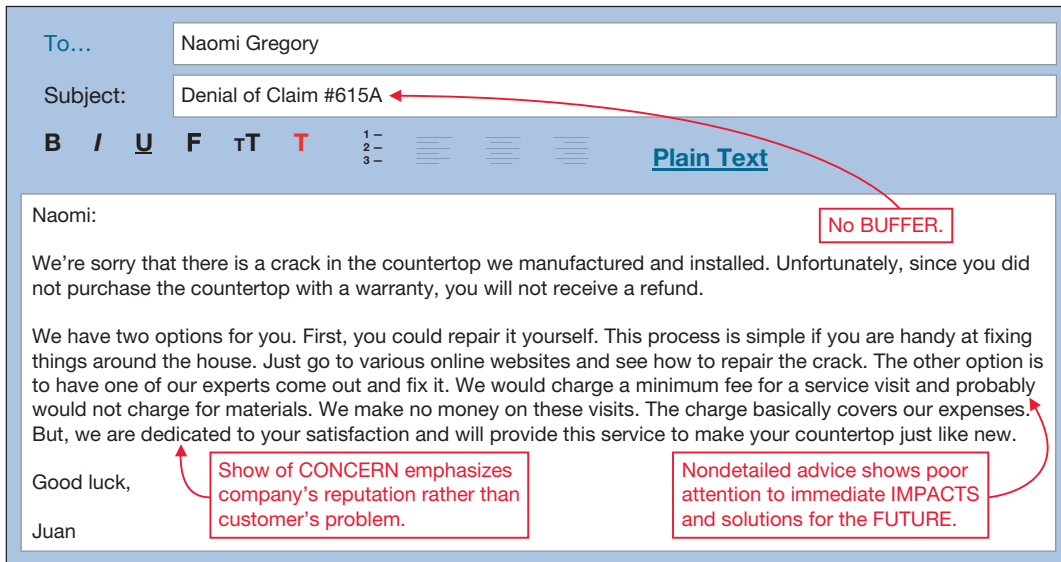 To…
Naomi Gregory
Subject:
Denial of Claim #615A
B I U F TT T 1 2 3 Plain Text
Naomi:
No BUFFER.
We're sorry that there is a crack in the countertop we manufactured and installed. Unfortunately, since you did
not purchase the countertop with a warranty, you will not receive a refund.
We have two options for you. First, you could repair it yourself. This process is simple if you are handy at fixing
things around the house. Just go to various online websites and see how to repair the crack. The other option is
to have one of our experts come out and fix it. We would charge a minimum fee for a service visit and probably
would not charge for materials. We make no money on these visits. The charge basically covers our expenses.
But, we are dedicated to your satisfaction and will provide this service to make your countertop just like new.
Show of CONCERN emphasizes
company's reputation rather than
customer's problem.
Nondetailed advice shows poor
attention to immediate IMPACTS
and solutions for the FUTURE.
Good luck,
Juan